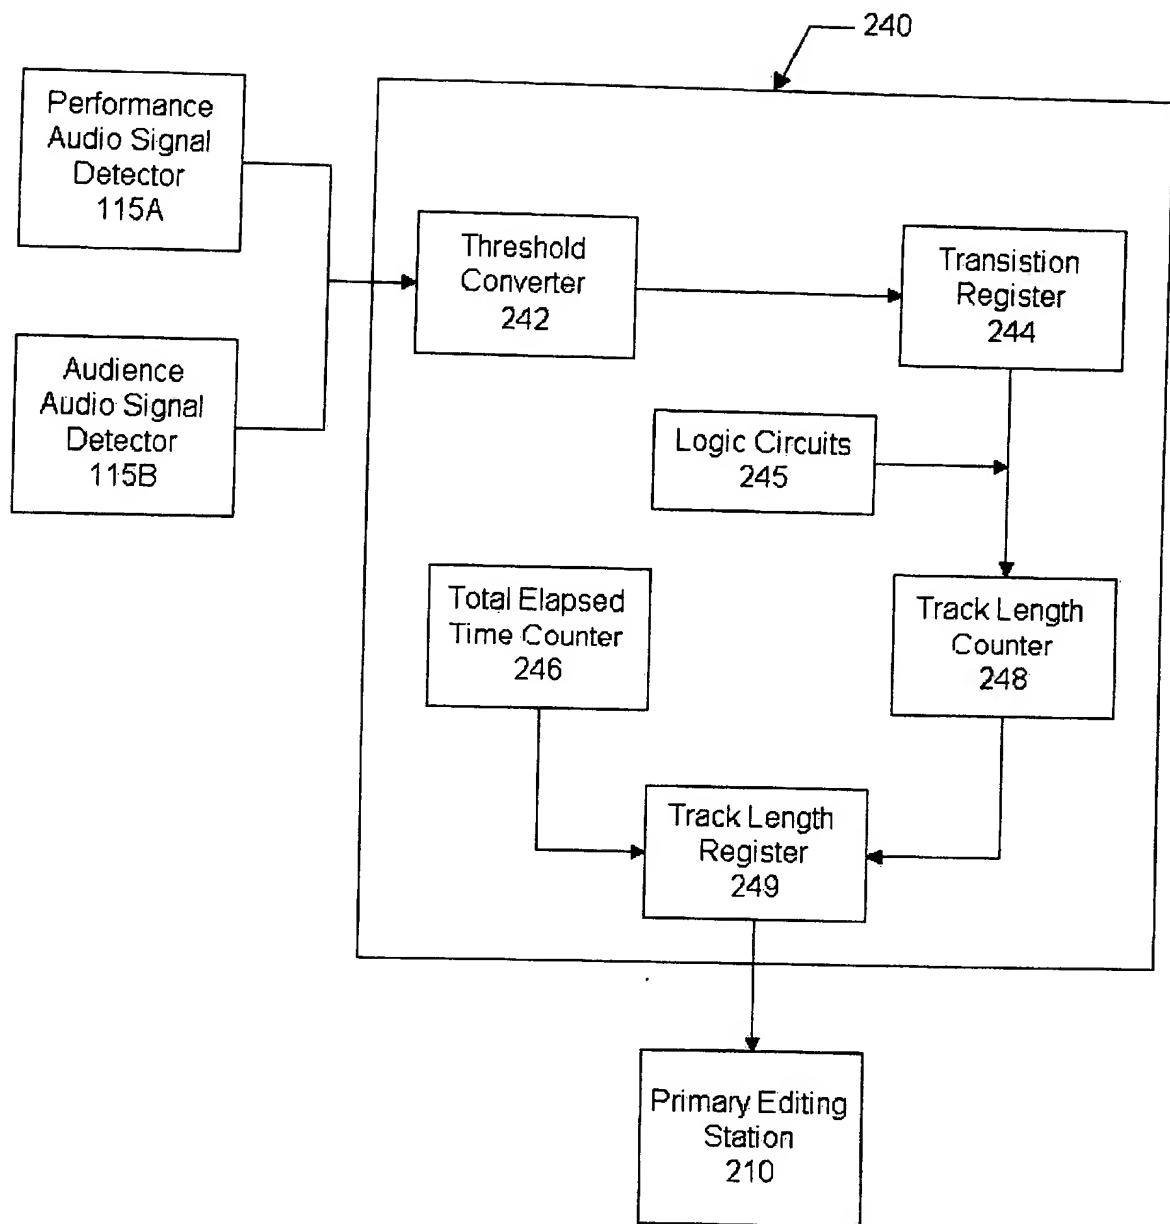 240
Performance
Audio Signal
Detector
115A
Threshold
Converter
242
Transistion
Register
244
Audience
Audio Signal
Detector
115B
Logic Circuits
245
Total Elapsed
Time Counter
246
Track Length
Counter
248
Track Length
Register
249
Primary Editing
Station
210